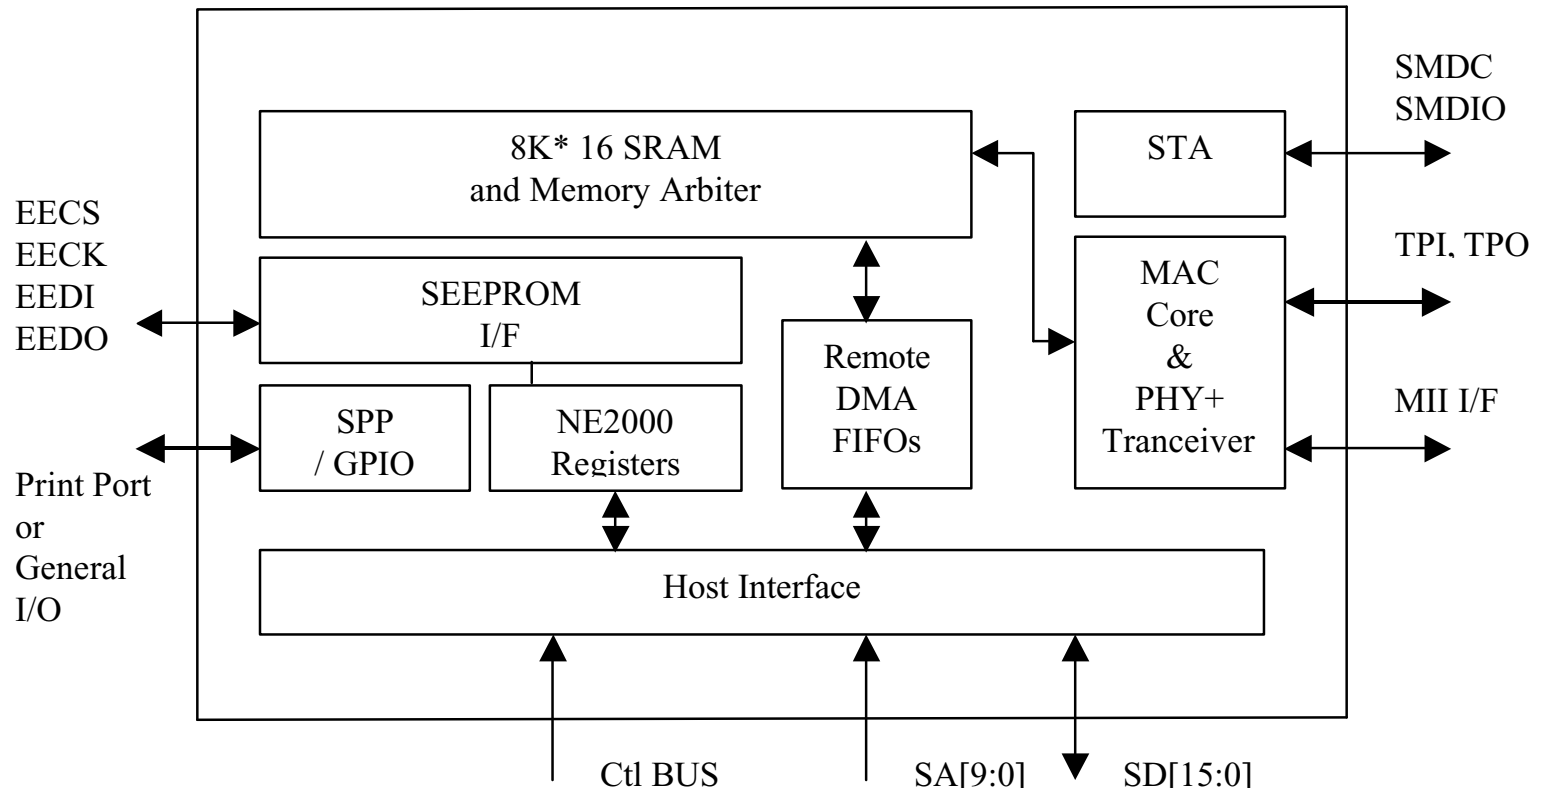 SMDC
SMDIO
8K* 16 SRAM
and Memory Arbiter
STA
EECS
EECK
EEDI
EEDO
SEEPROM
I/F
TPI, TPO
MAC
Core
&
PHY+
Tranceiver
Remote
DMA
FIFOs
MII I/F
SPP
/ GPIO
NE2000
Registers
Print Port
or
General
I/O
Host Interface
Ctl BUS
SA[9:0]
SD[15:0]